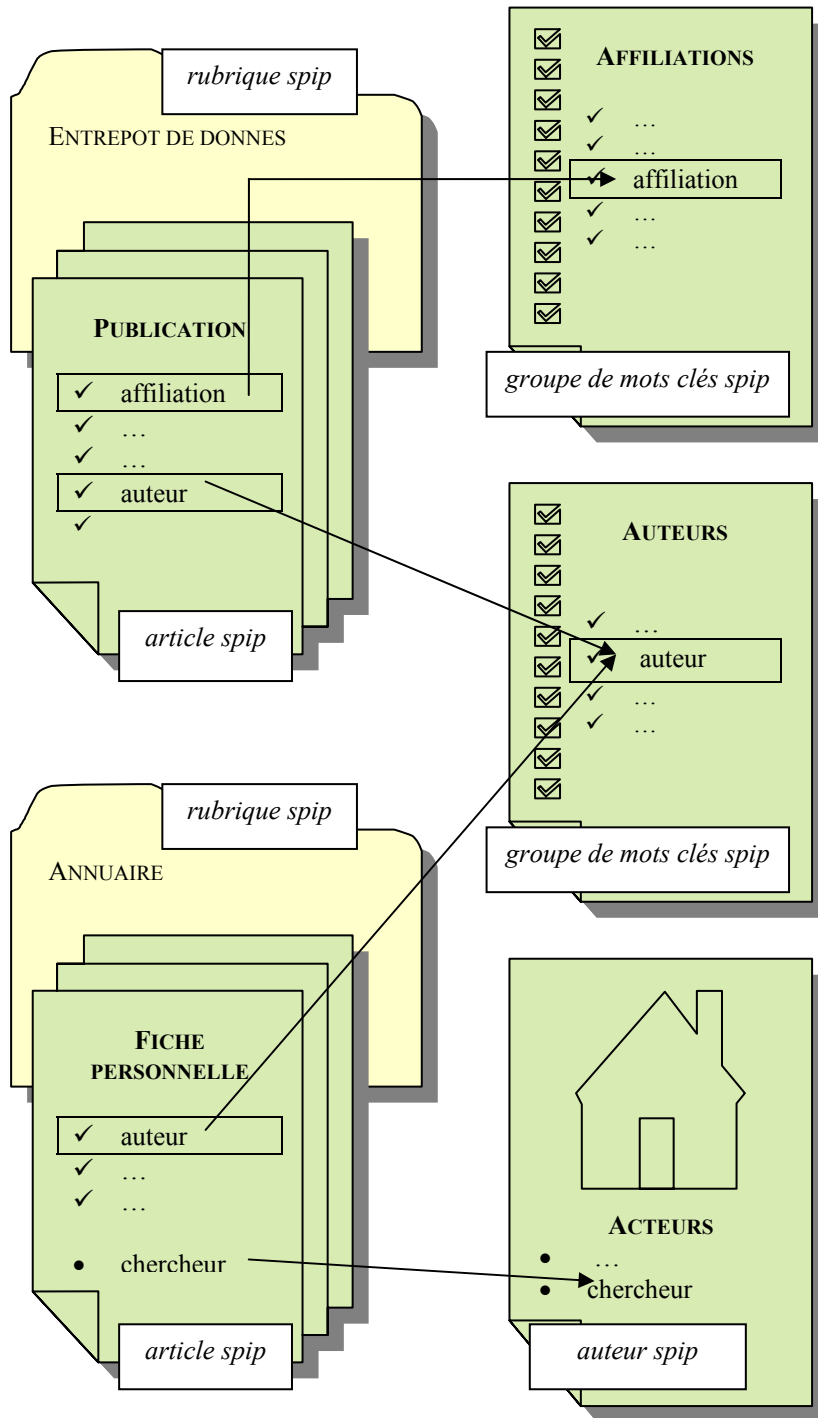 rubrique spip
ENTREPOT DE DONNES
PUBLICATION
✓ affiliation
✓ …
✓ …
✓ auteur
✓
article spip
AFFILIATIONS
✓ …
✓ …
✓ affiliation
✓ …
✓ …
groupe de mots clés spip
AUTEURS
✓ …
✓ auteur
✓ …
✓ …
groupe de mots clés spip
rubrique spip
ANNUAIRE
FICHE
PERSONNELLE
✓ auteur
✓ …
✓ …
• chercheur
article spip
ACTEURS
• …
• chercheur
auteur spip